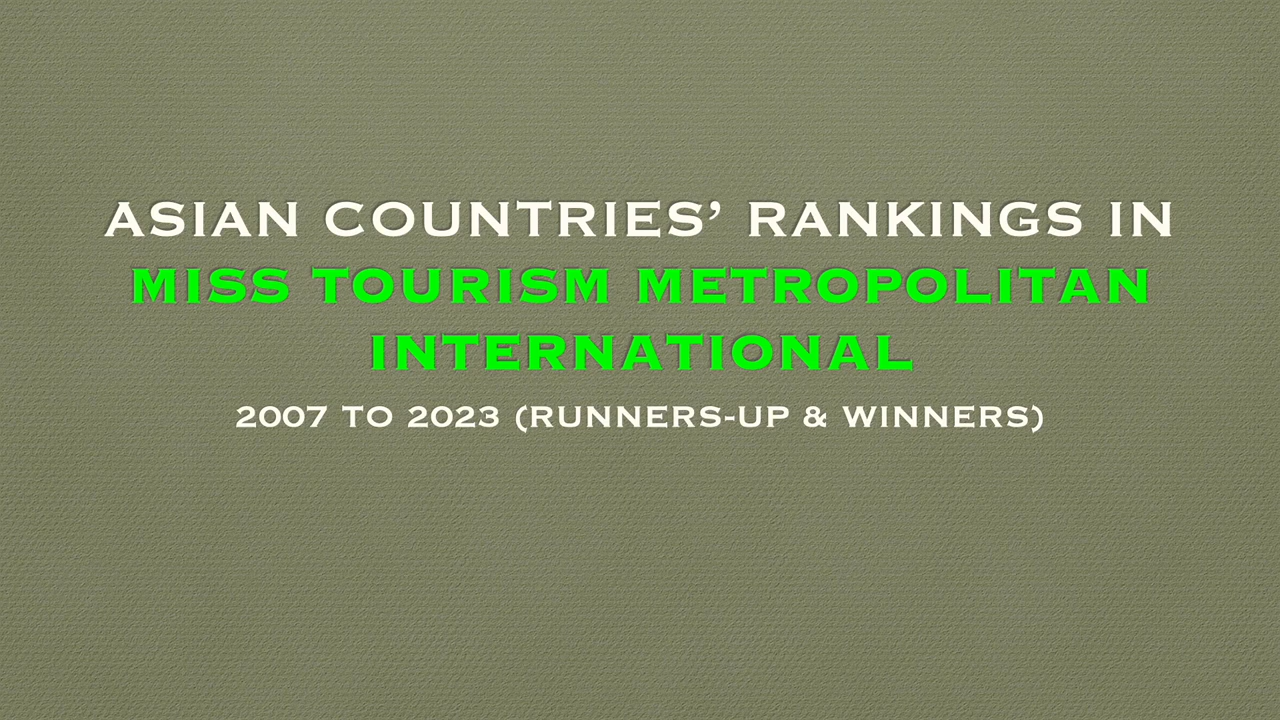 ASIAN COUNTRIES’ RANKINGS IN
MISS TOURISM METROPOLITAN
INTERNATIONAL
2007 TO 2023 (RUNNERS-UP & WINNERS)